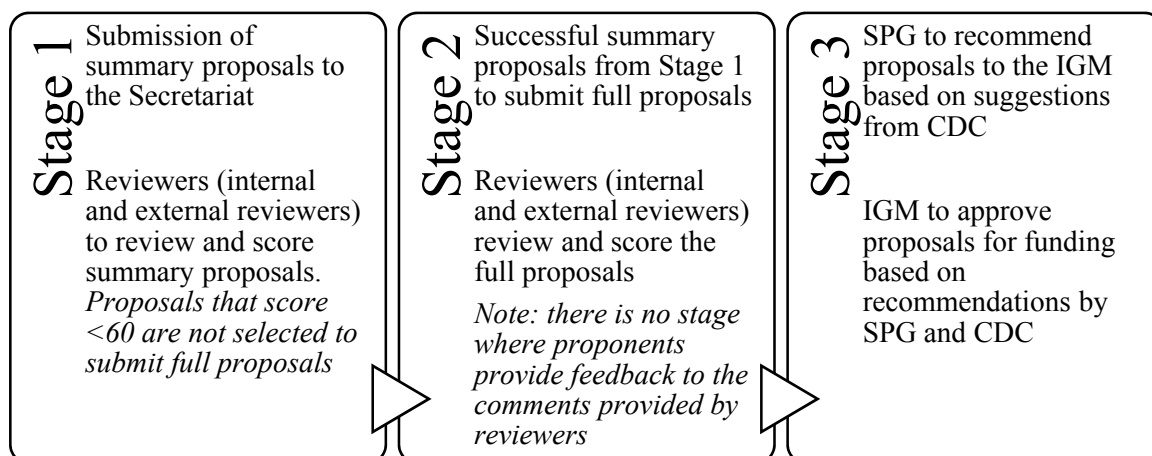 Stage 1
Submission of
summary proposals to
the Secretariat
Reviewers (internal
and external reviewers)
to review and score
summary proposals.
Proposals that score
<60 are not selected to
submit full proposals
Stage 2
Successful summary
proposals from Stage 1
to submit full proposals
Reviewers (internal
and external reviewers)
review and score the
full proposals
Note: there is no stage
where proponents
provide feedback to the
comments provided by
reviewers
Stage 3
SPG to recommend
proposals to the IGM
based on suggestions
from CDC
IGM to approve
proposals for funding
based on
recommendations by
SPG and CDC